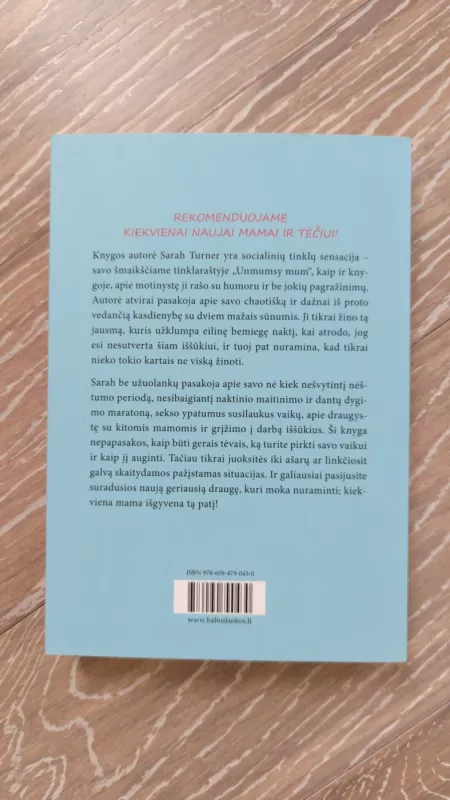 REKOMENDUOJAME
KIEKVIENAI NAUJAI MAMAI IR TĖČIUI!
Knygos autorė Sarah Turner yra socialinių tinklų sensacija –
savo šmaikščiame tinklaraštyje „Unmumsy mum“, kaip ir kny-
goje, apie motinystę ji rašo su humoru ir be jokių pagražinimų.
Autorė atvirai pasakoja apie savo chaotišką ir dažnai iš proto
vedančią kasdienybę su dviem mažais sūnumis. Ji tikrai žino tą
jausmą, kuris užklumpa eilinę bemiegę naktį, kai atrodo, jog
esi nesutverta šiam iššūkiui, ir tuoj pat nuramina, kad tikrai
nieko tokio kartais ne viską žinoti.
Sarah be užuolankų pasakoja apie savo nė kiek nešvytintį nėš-
tumo periodą, nesibaigiantį naktinio maitinimo ir dantų dygi-
mo maratoną, sekso ypatumus susilaukus vaikų, apie draugys-
tę su kitomis mamomis ir grįžimo į darbą iššūkius. Ši knyga
nepapasakos, kaip būti gerais tėvais, ką turite pirkti savo vaikui
ir kaip jį auginti. Tačiau tikrai juoksitės iki ašarų ar linkčiosit
galvą skaitydamos pažįstamas situacijas. Ir galiausiai pasijusite
suradusios naują geriausią draugę, kuri moka nuraminti: kiek-
viena mama išgyvena tą patį!
ISBN 978-609-479-043-0
www.baltoslankos.lt